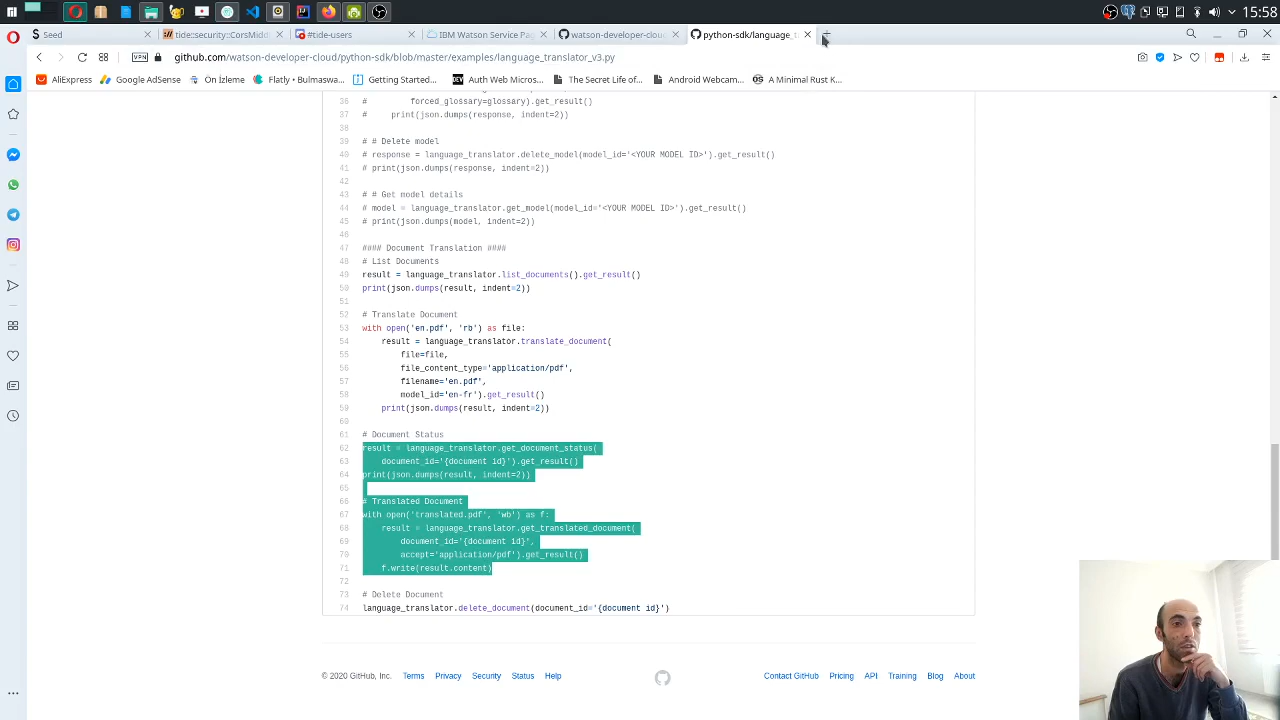 15:58
Seed
tide::security::CorsMiddl
#tide-users
IBM Watson Service Pag
watson-developer-cloud
python-sdk/language_t
VPN
github.com/watson-developer-cloud/python-sdk/blob/master/examples/language_translator_v3.py
AliExpress
Google AdSense
Ön İzleme
Flatly • Bulmaswa...
Getting Started...
Auth Web Micros...
The Secret Life of...
Android Webcam...
A Minimal Rust K...
36 # forced_glossary=glossary).get_result()
37 # print(json.dumps(response, indent=2))
38
39 # # Delete model
40 # response = language_translator.delete_model(model_id='<YOUR MODEL ID>').get_result()
41 # print(json.dumps(response, indent=2))
42
43 # # Get model details
44 # model = language_translator.get_model(model_id='<YOUR MODEL ID>').get_result()
45 # print(json.dumps(model, indent=2))
46
47 #### Document Translation ####
48 # List Documents
49 result = language_translator.list_documents().get_result()
50 print(json.dumps(result, indent=2))
51
52 # Translate Document
53 with open('en.pdf', 'rb') as file:
54 result = language_translator.translate_document(
55 file=file,
56 file_content_type='application/pdf',
57 filename='en.pdf',
58 model_id='en-fr').get_result()
59 print(json.dumps(result, indent=2))
60
61 # Document Status
62 result = language_translator.get_document_status(
63 document_id='{document id}').get_result()
64 print(json.dumps(result, indent=2))
65
66 # Translated Document
67 with open('translated.pdf', 'wb') as f:
68 result = language_translator.get_translated_document(
69 document_id='{document id}',
70 accept='application/pdf').get_result()
71 f.write(result.content)
72
73 # Delete Document
74 language_translator.delete_document(document_id='{document id}')
© 2020 GitHub, Inc.
Terms
Privacy
Security
Status
Help
Contact GitHub
Pricing
API
Training
Blog
About